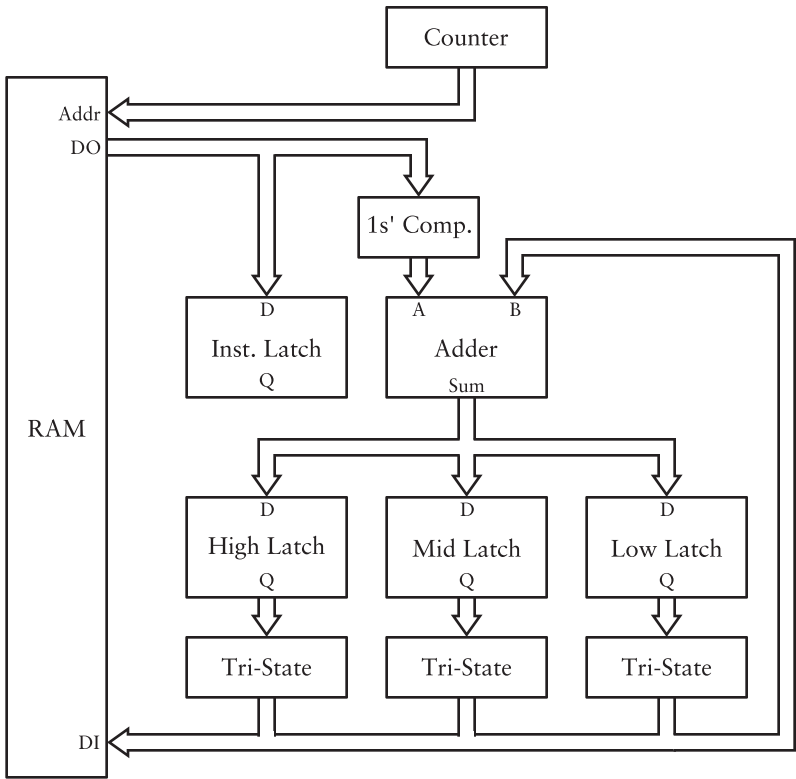 Counter
Addr
DO
1s' Comp.
D
Inst. Latch
Q
A B
Adder
Sum
RAM
D
High Latch
Q
D
Mid Latch
Q
D
Low Latch
Q
Tri-State
Tri-State
Tri-State
DI